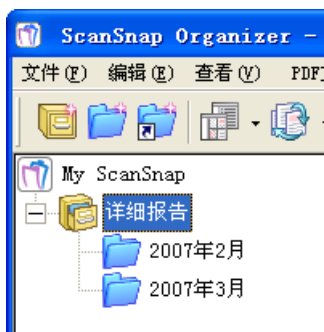 ScanSnap Organizer -
文件(F) 编辑(E) 查看(V) PDF
My ScanSnap
详细报告
2007年2月
2007年3月